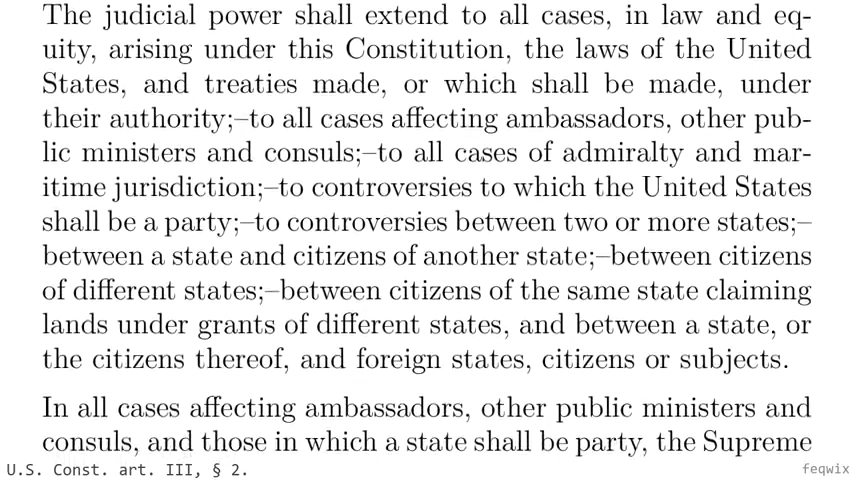 The judicial power shall extend to all cases, in law and eq-
uity, arising under this Constitution, the laws of the United
States, and treaties made, or which shall be made, under
their authority;–to all cases affecting ambassadors, other pub-
lic ministers and consuls;–to all cases of admiralty and mar-
itime jurisdiction;–to controversies to which the United States
shall be a party;–to controversies between two or more states;–
between a state and citizens of another state;–between citizens
of different states;–between citizens of the same state claiming
lands under grants of different states, and between a state, or
the citizens thereof, and foreign states, citizens or subjects.
In all cases affecting ambassadors, other public ministers and
consuls, and those in which a state shall be party, the Supreme
U.S. Const. art. III, § 2.
feqwix